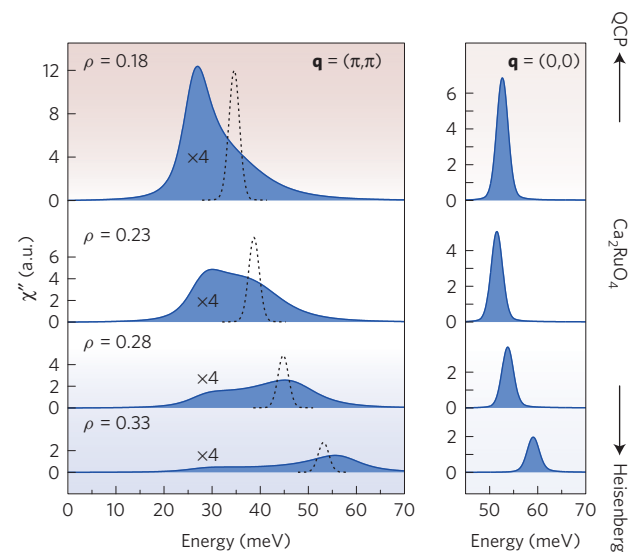 ρ = 0.18
q = (π,π)
12
8
4
0
×4
ρ = 0.23
6
4
2
0
×4
ρ = 0.28
4
2
0
×4
ρ = 0.33
2
0
×4
χ″ (a.u.)
0 10 20 30 40 50 60 70
Energy (meV)
q = (0,0)
6
4
2
0
4
2
0
2
0
2
0
50 60 70
Energy (meV)
QCP
Ca₂RuO₄
Heisenberg